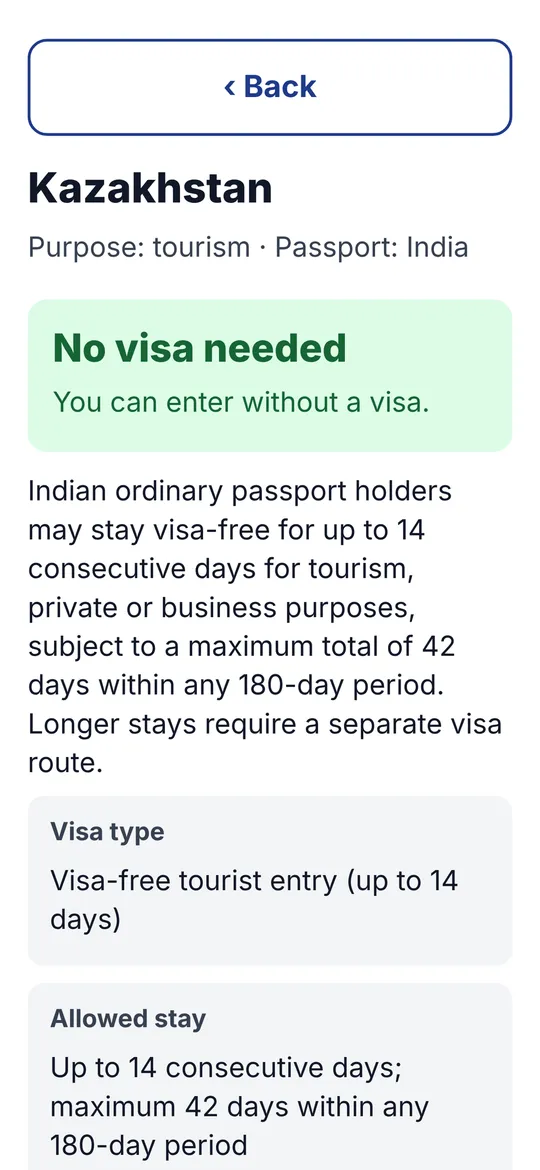 ‹ Back
Kazakhstan
Purpose: tourism · Passport: India
No visa needed
You can enter without a visa.
Indian ordinary passport holders
may stay visa-free for up to 14
consecutive days for tourism,
private or business purposes,
subject to a maximum total of 42
days within any 180-day period.
Longer stays require a separate visa
route.
Visa type
Visa-free tourist entry (up to 14
days)
Allowed stay
Up to 14 consecutive days;
maximum 42 days within any
180-day period